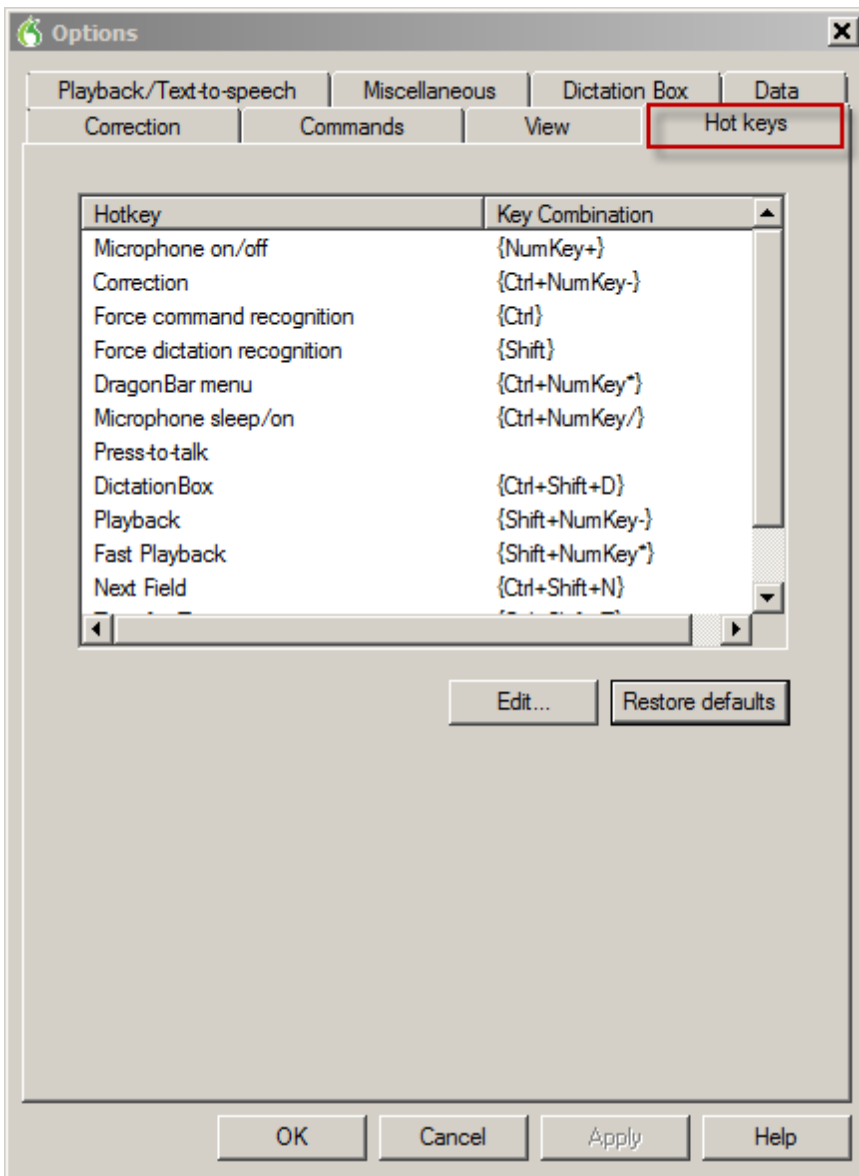 Options
Playback/Text-to-speech Miscellaneous Dictation Box Data
Correction Commands View Hot keys
Hotkey Key Combination
Microphone on/off {NumKey+}
Correction {Ctrl+NumKey-}
Force command recognition {Ctrl}
Force dictation recognition {Shift}
DragonBar menu {Ctrl+NumKey*}
Microphone sleep/on {Ctrl+NumKey/}
Press-to-talk
DictationBox {Ctrl+Shift+D}
Playback {Shift+NumKey-}
Fast Playback {Shift+NumKey*}
Next Field {Ctrl+Shift+N}
Edit... Restore defaults
OK Cancel Apply Help